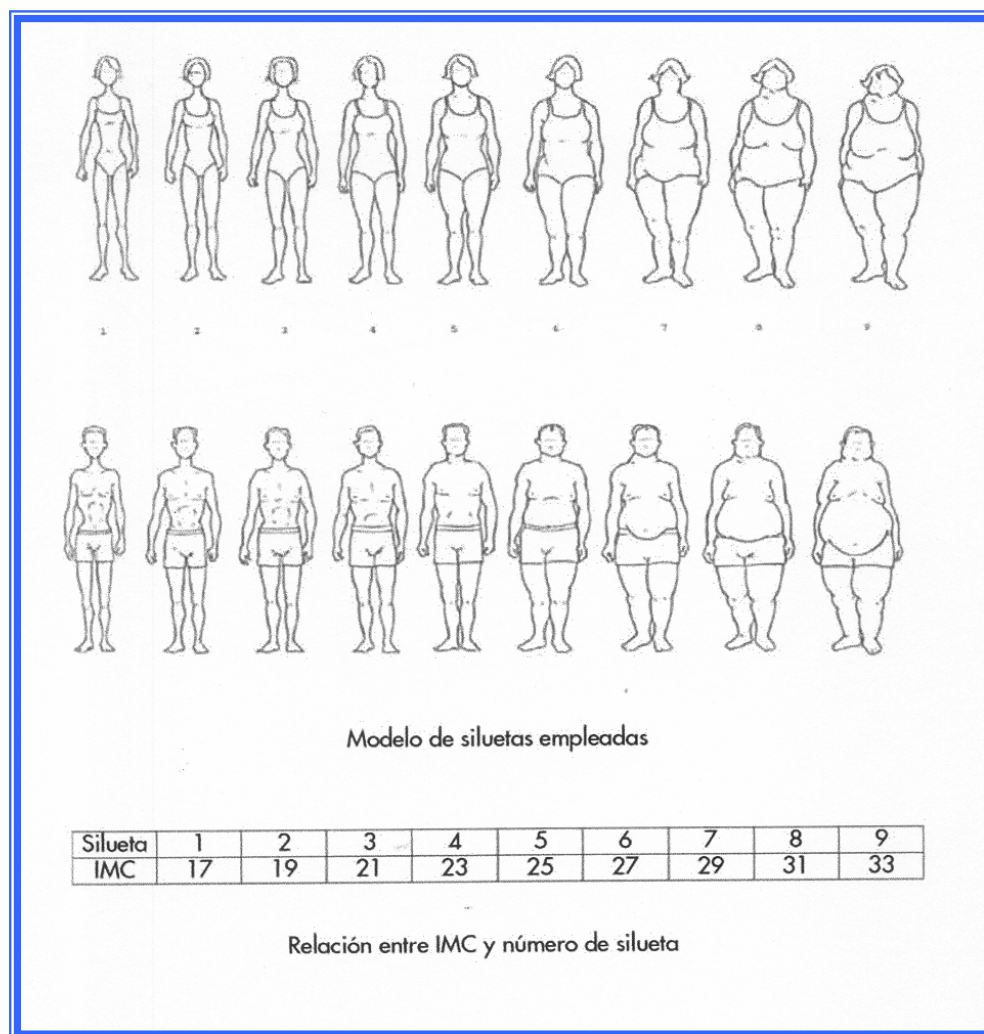 1 2 3 4 5 6 7 8 9
Modelo de siluetas empleadas
Silueta 1 2 3 4 5 6 7 8 9
IMC 17 19 21 23 25 27 29 31 33
Relación entre IMC y número de silueta